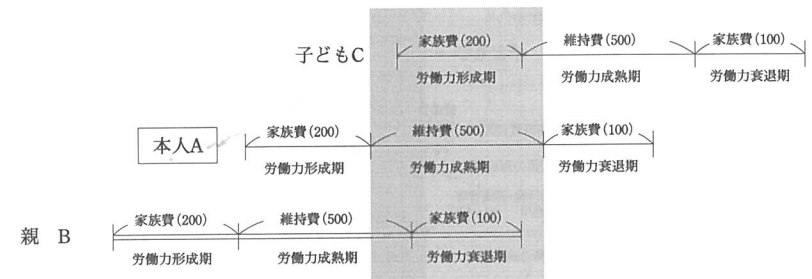 子どもC
家族費(200) 維持費(500) 家族費(100)
労働力形成期 労働力成熟期 労働力衰退期
本人A
家族費(200) 維持費(500) 家族費(100)
労働力形成期 労働力成熟期 労働力衰退期
親 B
家族費(200) 維持費(500) 家族費(100)
労働力形成期 労働力成熟期 労働力衰退期